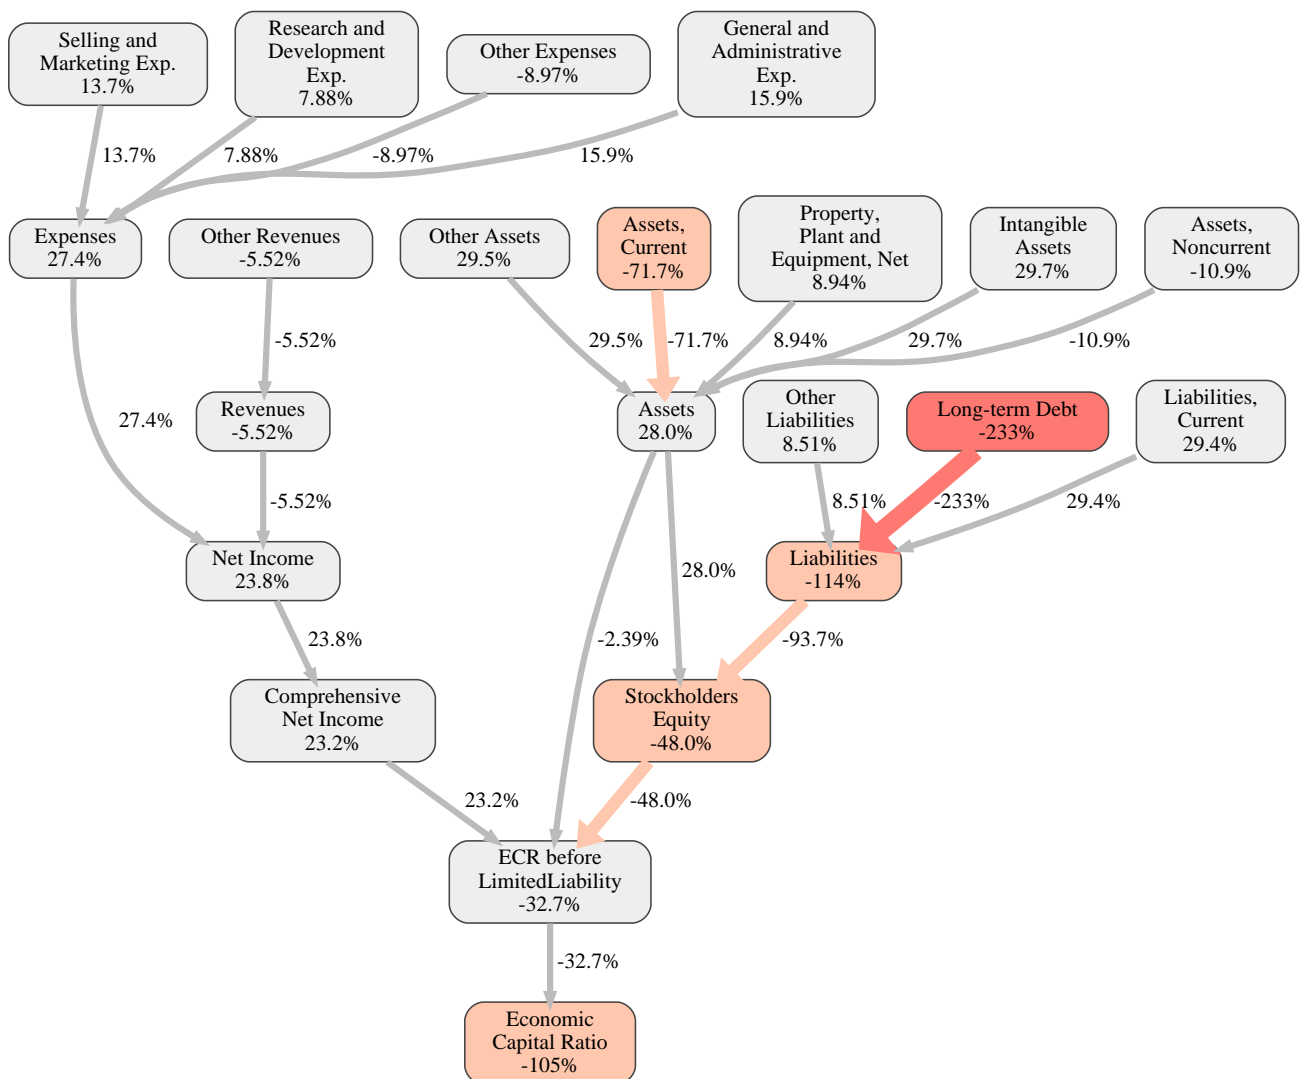 Selling and
Marketing Exp.
13.7%
Research and
Development
Exp.
7.88%
Other Expenses
-8.97%
General and
Administrative
Exp.
15.9%
13.7%
7.88%
-8.97%
15.9%
Expenses
27.4%
Other Revenues
-5.52%
Other Assets
29.5%
Assets,
Current
-71.7%
Property,
Plant and
Equipment, Net
8.94%
Intangible
Assets
29.7%
Assets,
Noncurrent
-10.9%
-5.52%
29.5%
-71.7%
8.94%
29.7%
-10.9%
27.4%
Revenues
-5.52%
Assets
28.0%
Other
Liabilities
8.51%
Long-term Debt
-233%
Liabilities,
Current
29.4%
-5.52%
8.51%
-233%
29.4%
Net Income
23.8%
28.0%
Liabilities
-114%
23.8%
-2.39%
-93.7%
Comprehensive
Net Income
23.2%
Stockholders
Equity
-48.0%
23.2%
-48.0%
ECR before
LimitedLiability
-32.7%
-32.7%
Economic
Capital Ratio
-105%